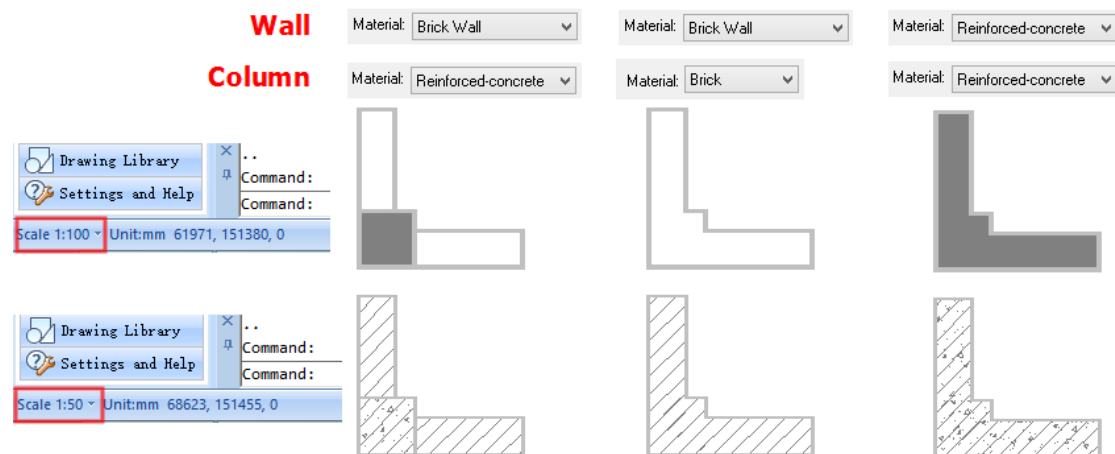 Wall Material: Brick Wall Material: Brick Wall Material: Reinforced-concrete
Column Material: Reinforced-concrete Material: Brick Material: Reinforced-concrete
Drawing Library
Settings and Help
..
Command:
Command:
Scale 1:100 Unit:mm 61971, 151380, 0
Drawing Library
Settings and Help
..
Command:
Command:
Scale 1:50 Unit:mm 68623, 151455, 0